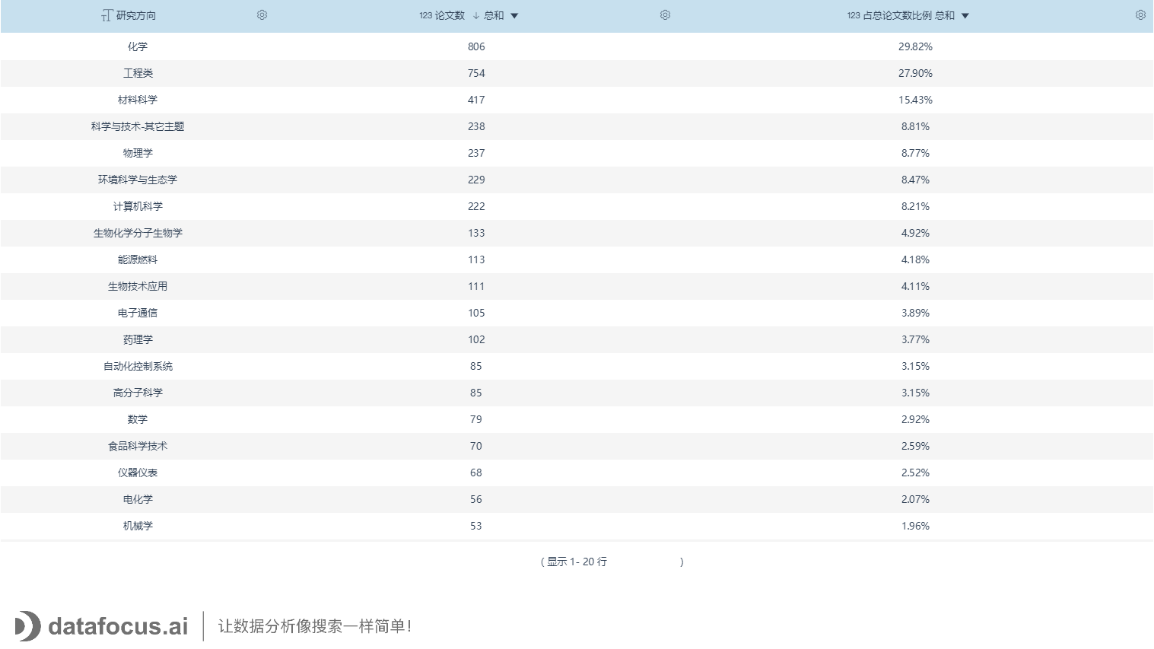 研究方向 123 论文数 ↓ 总和 ▼ 123 占总论文数比例 总和 ▼
化学 806 29.82%
工程类 754 27.90%
材料科学 417 15.43%
科学与技术-其它主题 238 8.81%
物理学 237 8.77%
环境科学与生态学 229 8.47%
计算机科学 222 8.21%
生物化学分子生物学 133 4.92%
能源燃料 113 4.18%
生物技术应用 111 4.11%
电子通信 105 3.89%
药理学 102 3.77%
自动化控制系统 85 3.15%
高分子科学 85 3.15%
数学 79 2.92%
食品科学技术 70 2.59%
仪器仪表 68 2.52%
电化学 56 2.07%
机械学 53 1.96%
( 显示 1- 20 行 )
datafocus.ai 让数据分析像搜索一样简单!